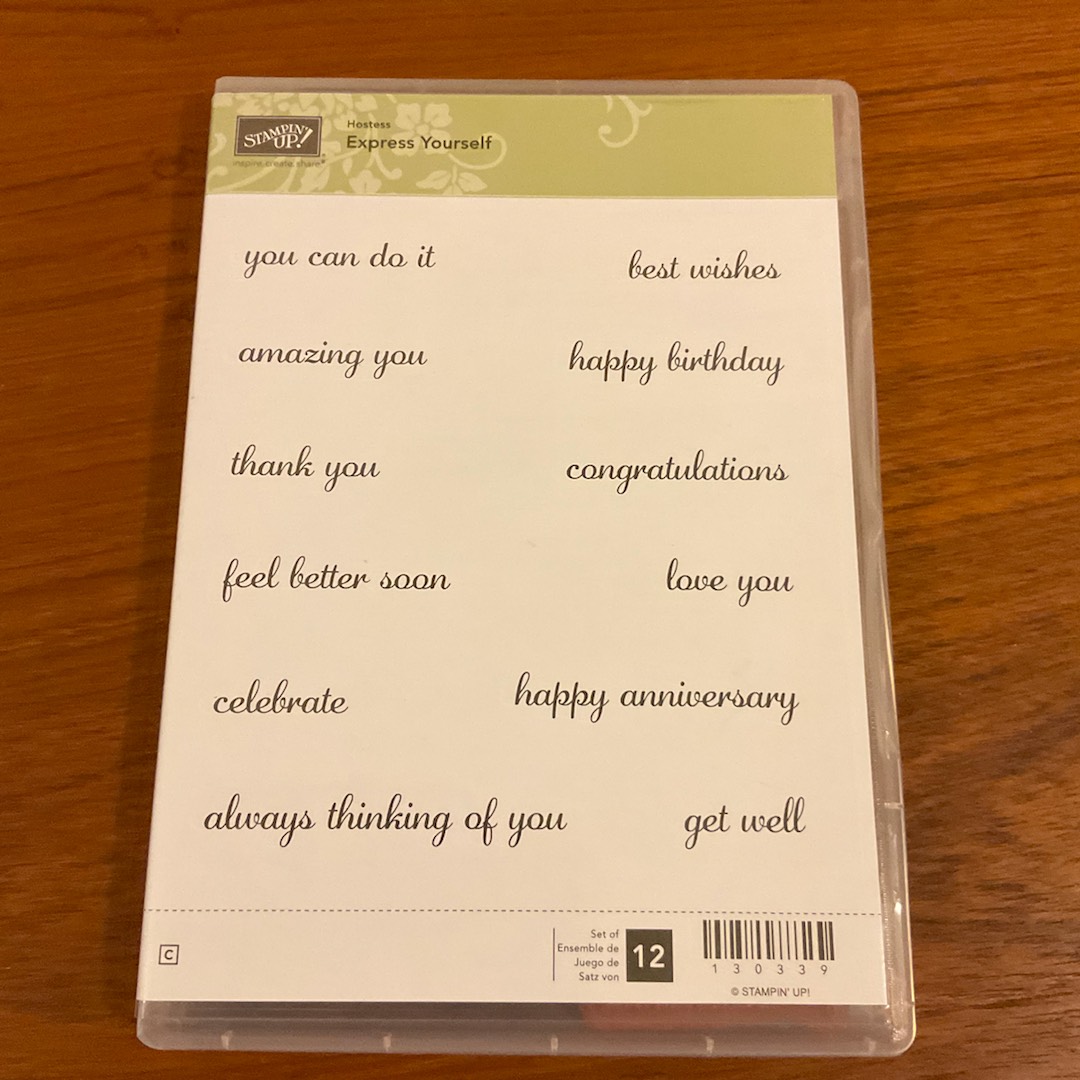 STAMPIN' UP!®
inspire.create.share®
Hostess
Express Yourself
you can do it
best wishes
amazing you
happy birthday
thank you
congratulations
feel better soon
love you
celebrate
happy anniversary
always thinking of you
get well
C
Set of
Ensemble de
Juego de
Satz von
12
130339
© STAMPIN' UP!